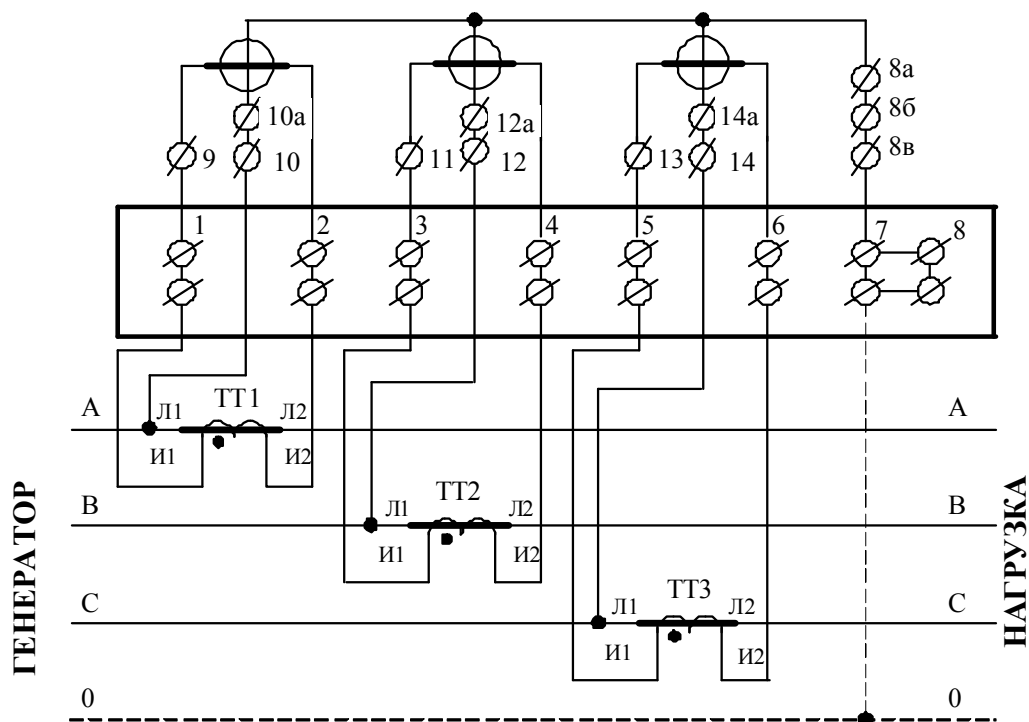 8а
10а 12а 14а 8б
9 10 11 12 13 14 8в
1 2 3 4 5 6 7 8
ТТ1
А Л1 Л2 А
И1 И2
ТТ2
В Л1 Л2 В
И1 И2
ТТ3
С Л1 Л2 С
И1 И2
0 0
ГЕНЕРАТОР
НАГРУЗКА